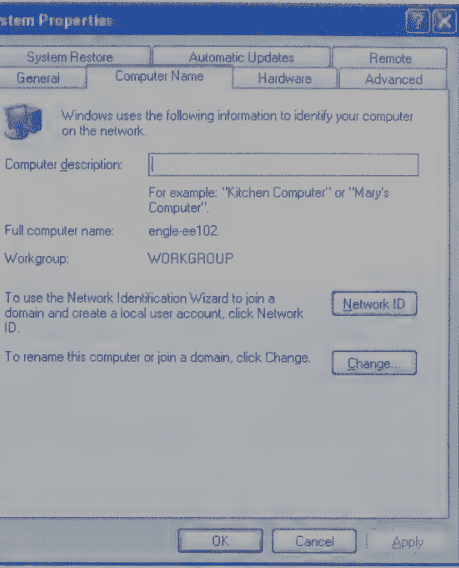 stem Properties
System Restore Automatic Updates Remote
General Computer Name Hardware Advanced
Windows uses the following information to identify your computer
on the network.
Computer description:
For example: "Kitchen Computer" or "Mary's
Computer".
Full computer name: engle-ee102.
Workgroup: WORKGROUP
To use the Network Identification Wizard to join a
domain and create a local user account, click Network
ID.
Network ID
To rename this computer or join a domain, click Change.
Change...
OK Cancel Apply